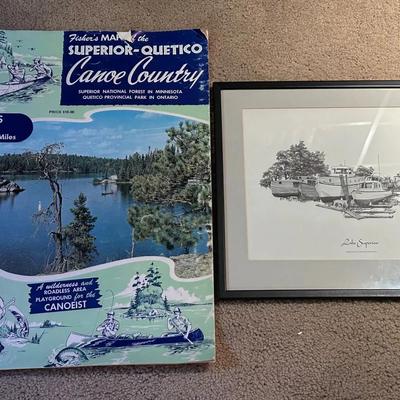 Fisher's MAP of the
SUPERIOR-QUETICO
Canoe Country
SUPERIOR NATIONAL FOREST IN MINNESOTA
QUETICO PROVINCIAL PARK IN ONTARIO
PRICE
S
Miles
A wilderness and
ROADLESS AREA
PLAYGROUND for the
CANOEIST
Lake Superior